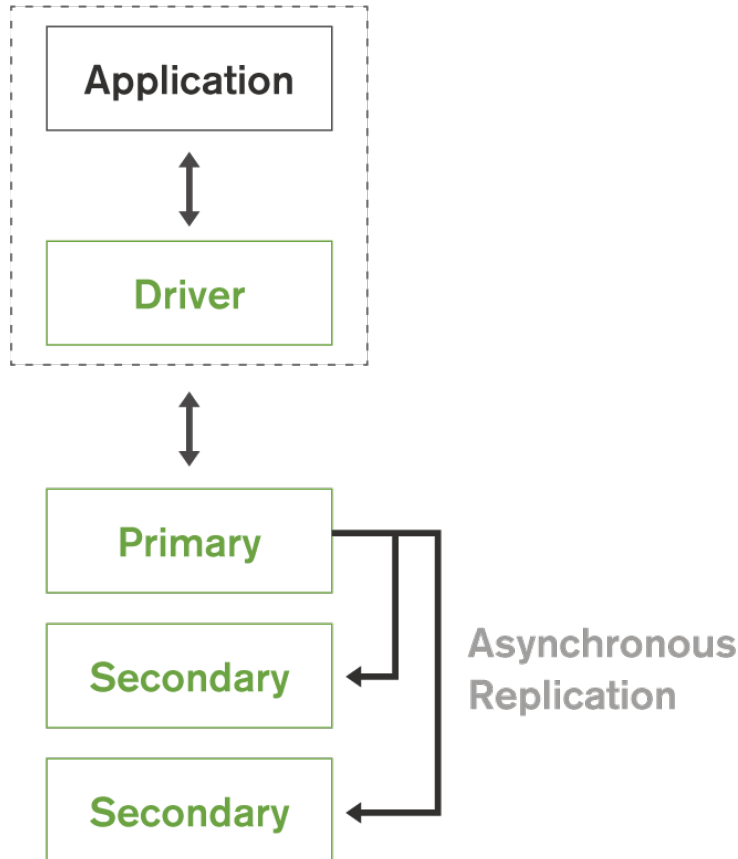 Application
Driver
Primary
Secondary
Asynchronous
Replication
Secondary